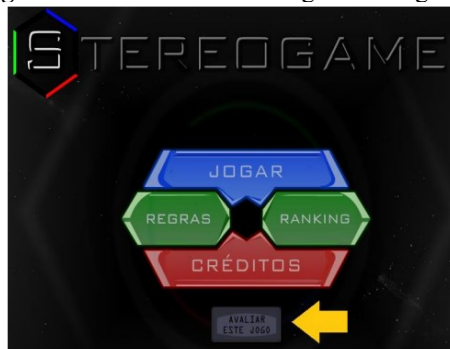 STEREOGAME
JOGAR
REGRAS
RANKING
CRÉDITOS
AVALIAR
ESTE JOGO